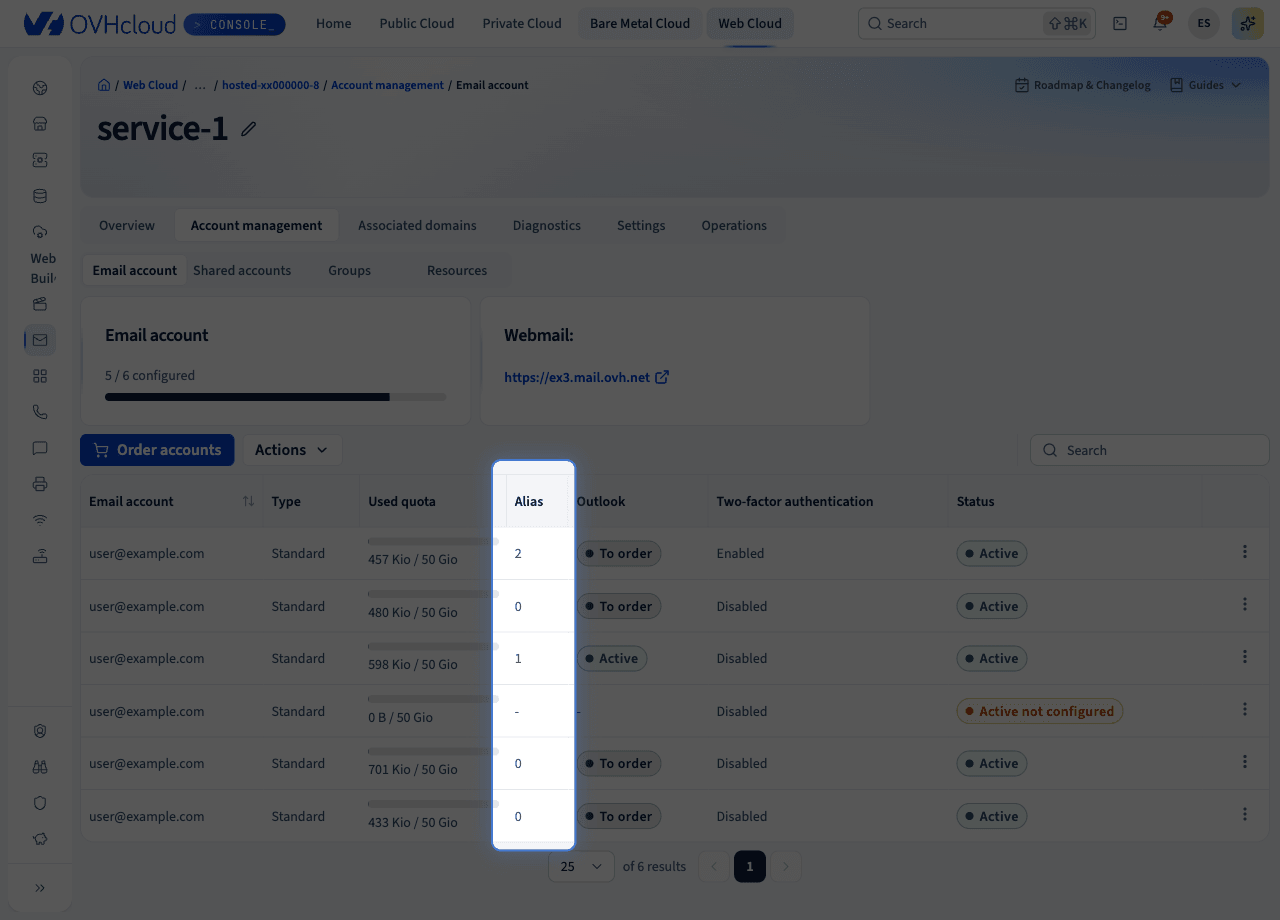 OVHcloud > CONSOLE_ Home Public Cloud Private Cloud Bare Metal Cloud Web Cloud Search ⇧⌘K 9+ ES
/ Web Cloud / ... / hosted-xx000000-8 / Account management / Email account Roadmap & Changelog Guides
service-1
Overview Account management Associated domains Diagnostics Settings Operations
Web
Buil
Email account Shared accounts Groups Resources
Email account Webmail:
5 / 6 configured https://ex3.mail.ovh.net
Order accounts Actions Search
Email account Type Used quota Alias Outlook Two-factor authentication Status
user@example.com Standard 457 Kio / 50 Gio 2 To order Enabled Active
user@example.com Standard 480 Kio / 50 Gio 0 To order Disabled Active
user@example.com Standard 598 Kio / 50 Gio 1 Active Disabled Active
user@example.com Standard 0 B / 50 Gio - - Disabled Active not configured
user@example.com Standard 701 Kio / 50 Gio 0 To order Disabled Active
user@example.com Standard 433 Kio / 50 Gio 0 To order Disabled Active
25 of 6 results 1